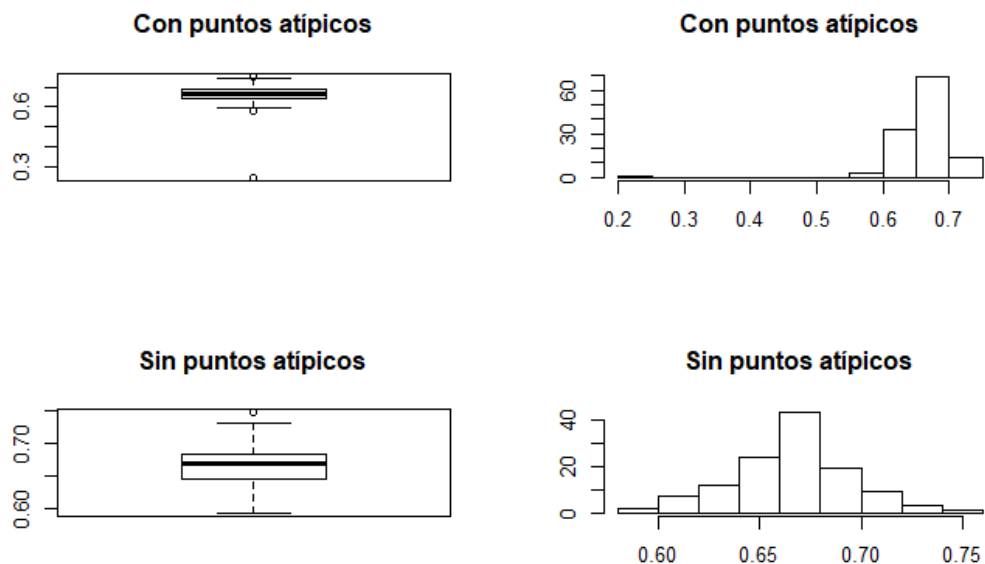 Con puntos atípicos
0.3 0.6
Con puntos atípicos
0 30 60
0.2 0.3 0.4 0.5 0.6 0.7
Sin puntos atípicos
0.60 0.70
Sin puntos atípicos
0 20 40
0.60 0.65 0.70 0.75